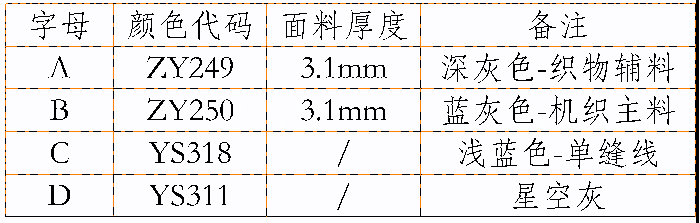 字母 颜色代码 面料厚度 备注
A ZY249 3.1mm 深灰色-织物辅料
B ZY250 3.1mm 蓝灰色-机织主料
C YS318 / 浅蓝色-单缝线
D YS311 / 星空灰